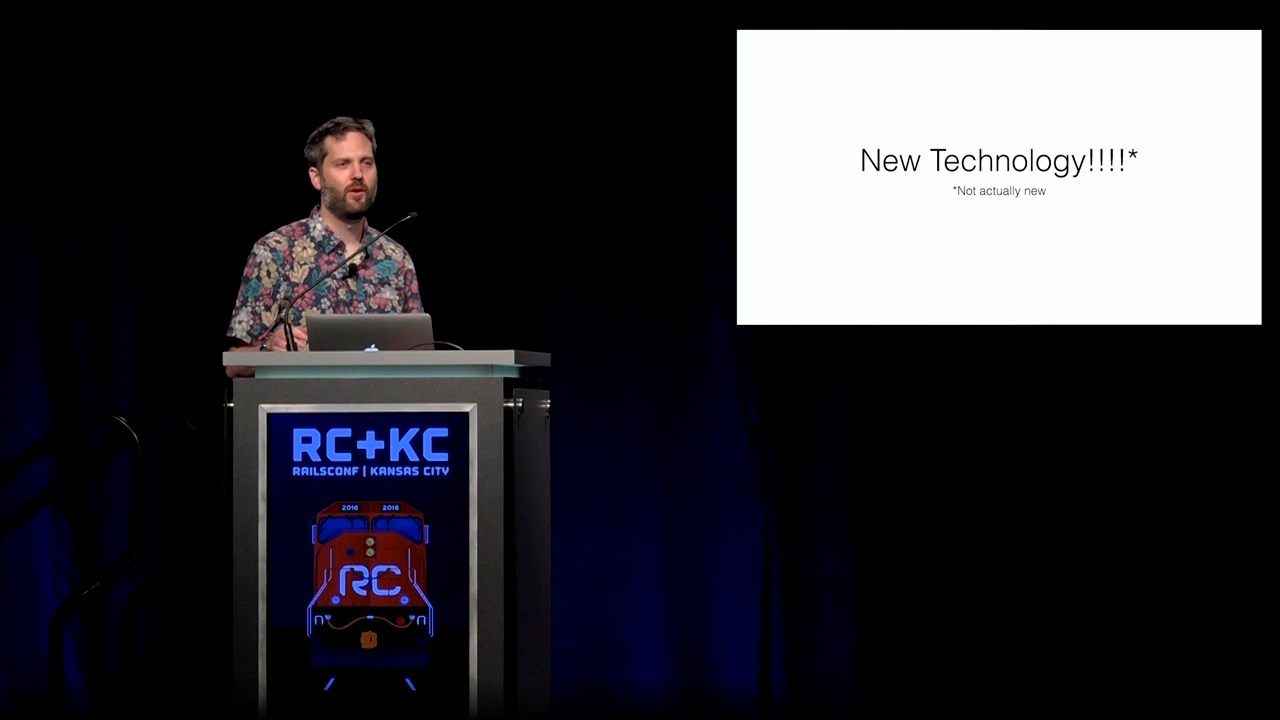 New Technology!!!!*
*Not actually new
RC+KC
RAILSCONF | KANSAS CITY
2016 2016
RC